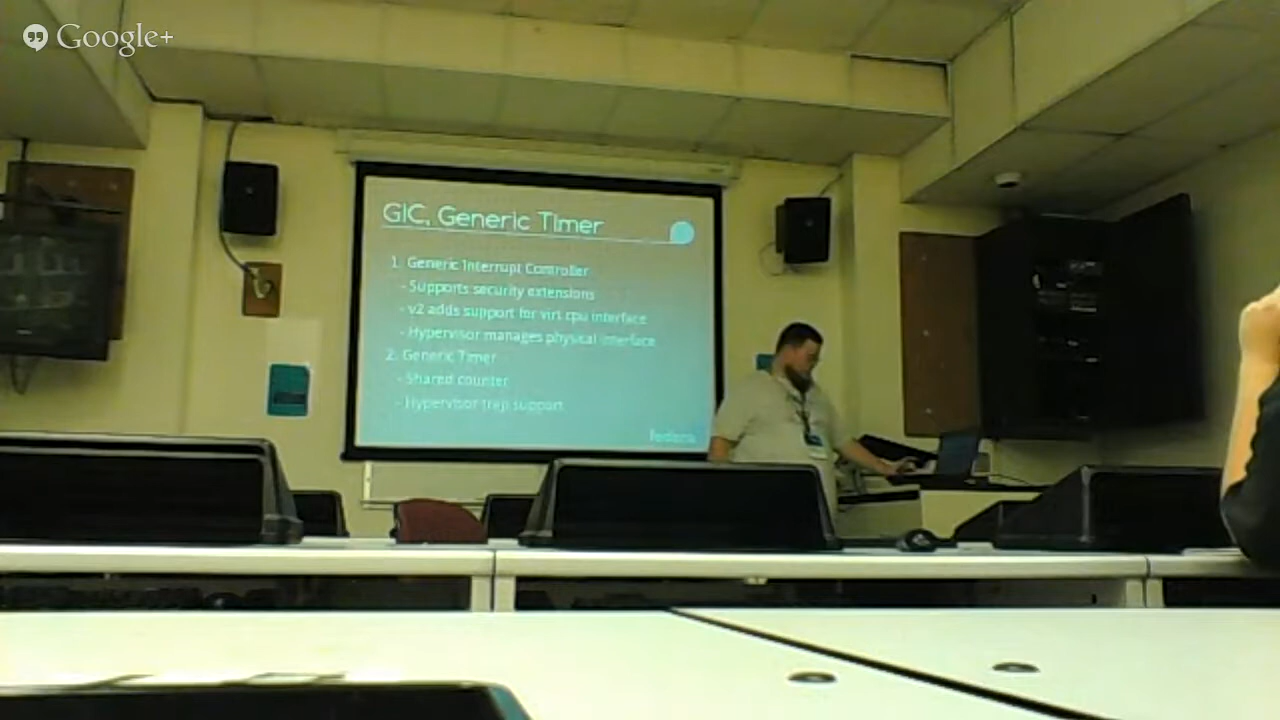 Google+
GIC, Generic Timer
1. Generic Interrupt Controller
- Supports security extensions
- v2 adds support for virt cpu interface
- Hypervisor manages physical interface
2. Generic Timer
- Shared counter
- Hypervisor trap support
fedora